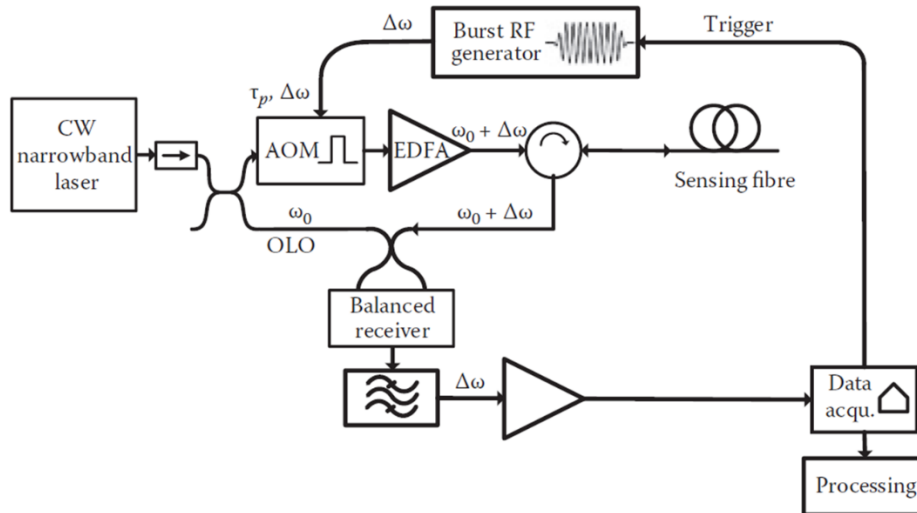 Δω
Burst RF
generator
Trigger
τp, Δω
CW
narrowband
laser
AOM
EDFA
ω0 + Δω
Sensing fibre
ω0
OLO
ω0 + Δω
Balanced
receiver
Δω
Data
acqu.
Processing